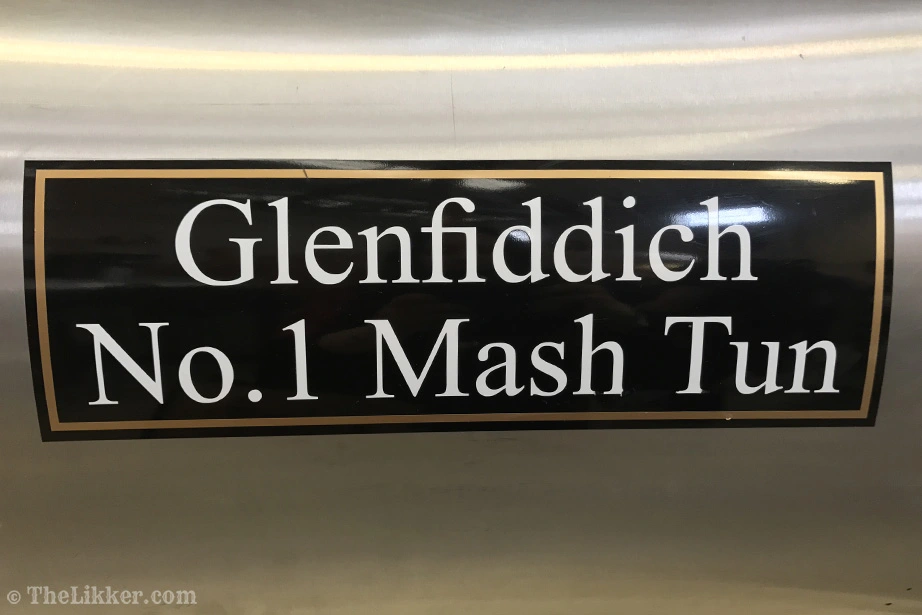 Glenfiddich
No.1 Mash Tun
© TheLikker.com